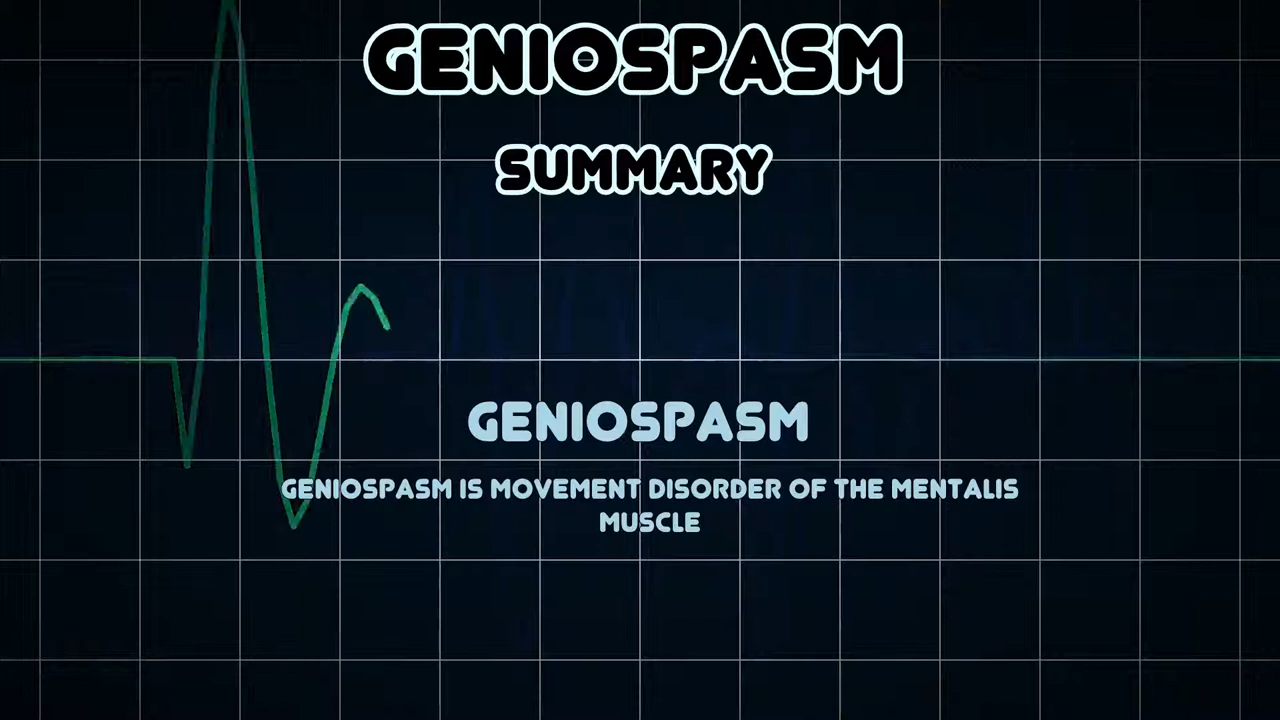 GENIOSPASM
SUMMARY
GENIOSPASM
GENIOSPASM IS MOVEMENT DISORDER OF THE MENTALIS
MUSCLE